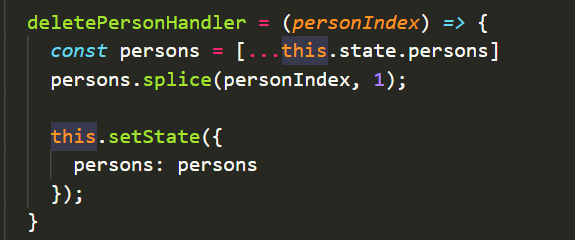 deletePersonHandler = (personIndex) => {
const persons = [...this.state.persons]
persons.splice(personIndex, 1);
this.setState({
persons: persons
});
}